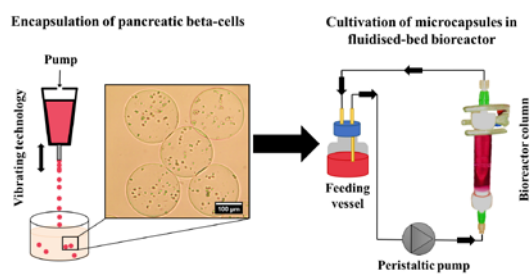 Encapsulation of pancreatic beta-cells
Cultivation of microcapsules in
fluidised-bed bioreactor
Pump
Vibrating technology
100 µm
Feeding
vessel
Bioreactor column
Peristaltic pump